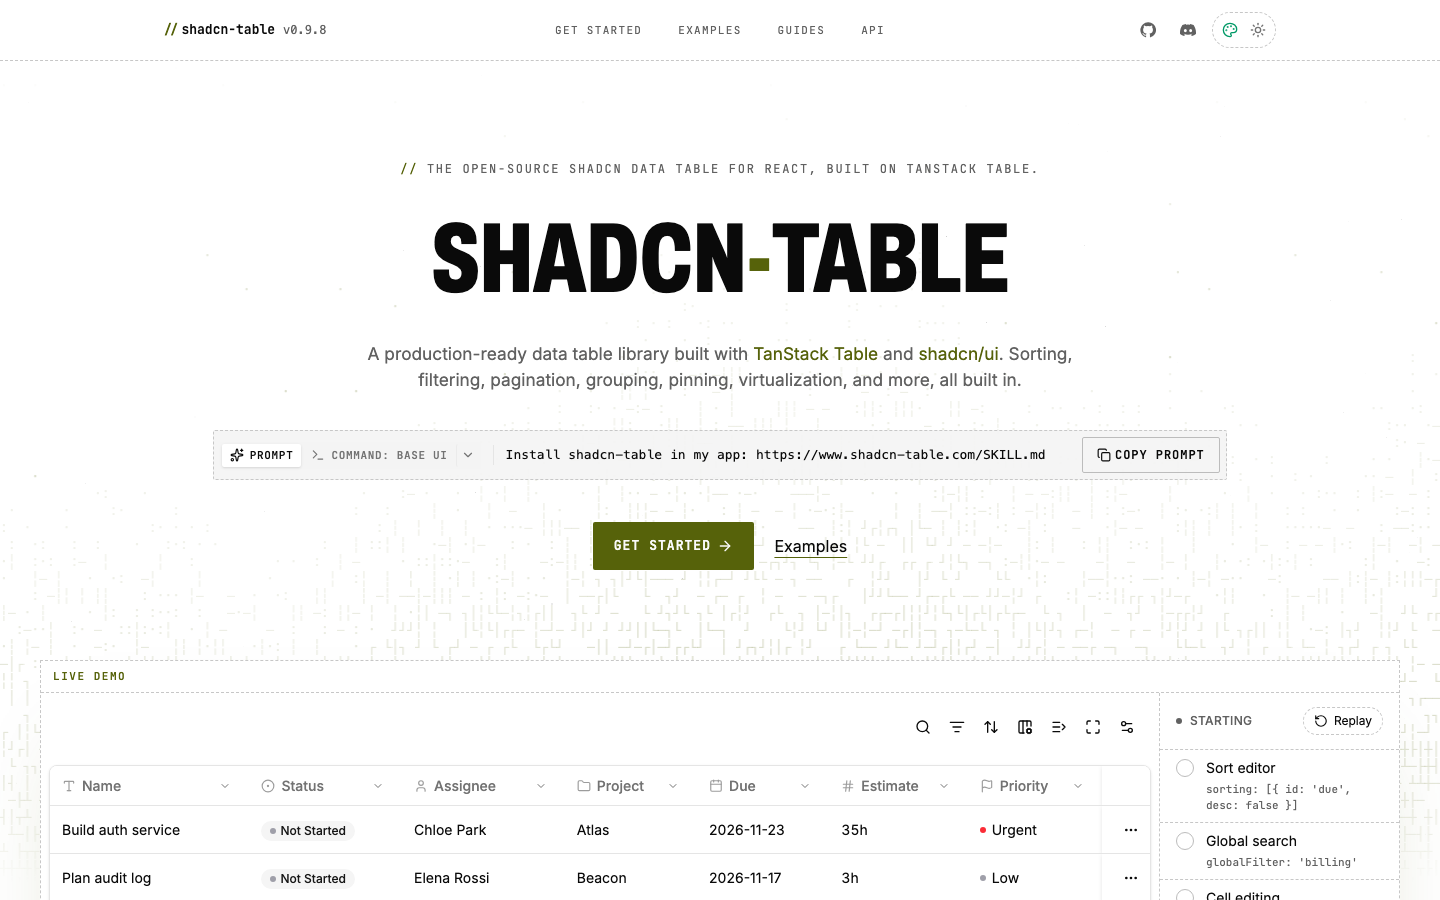 // shadcn-table v0.9.8
GET STARTED EXAMPLES GUIDES API
// THE OPEN-SOURCE SHADCN DATA TABLE FOR REACT, BUILT ON TANSTACK TABLE.
SHADCN-TABLE
A production-ready data table library built with TanStack Table and shadcn/ui. Sorting,
filtering, pagination, grouping, pinning, virtualization, and more, all built in.
PROMPT >_ COMMAND: BASE UI Install shadcn-table in my app: https://www.shadcn-table.com/SKILL.md COPY PROMPT
GET STARTED → Examples
LIVE DEMO
STARTING Replay
Name Status Assignee Project Due # Estimate Priority
Build auth service Not Started Chloe Park Atlas 2026-11-23 35h Urgent ...
Plan audit log Not Started Elena Rossi Beacon 2026-11-17 3h Low ...
Sort editor
sorting: [{ id: 'due',
desc: false }]
Global search
globalFilter: 'billing'
Cell editing